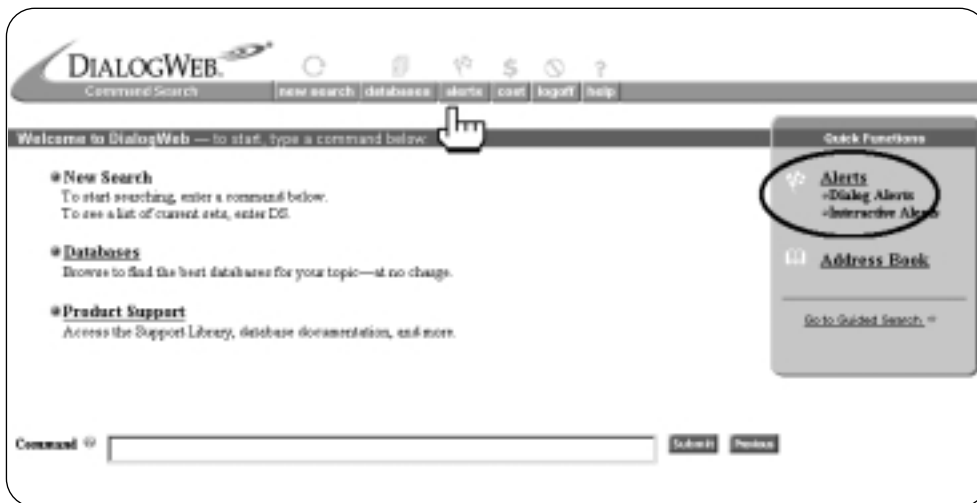 DIALOGWEB.
Command Search
new search databases alerts cost logoff help
Welcome to DialogWeb — to start, type a command below.
New Search
To start searching, enter a command below.
To see a list of current sets, enter DS.
Databases
Browse to find the best databases for your topic—at no charge.
Product Support
Access the Support Library, database documentation, and more.
Quick Functions
Alerts
-Dialog Alerts
-Interactive Alerts
Address Book
Go to Guided Search
Command
Submit Previous